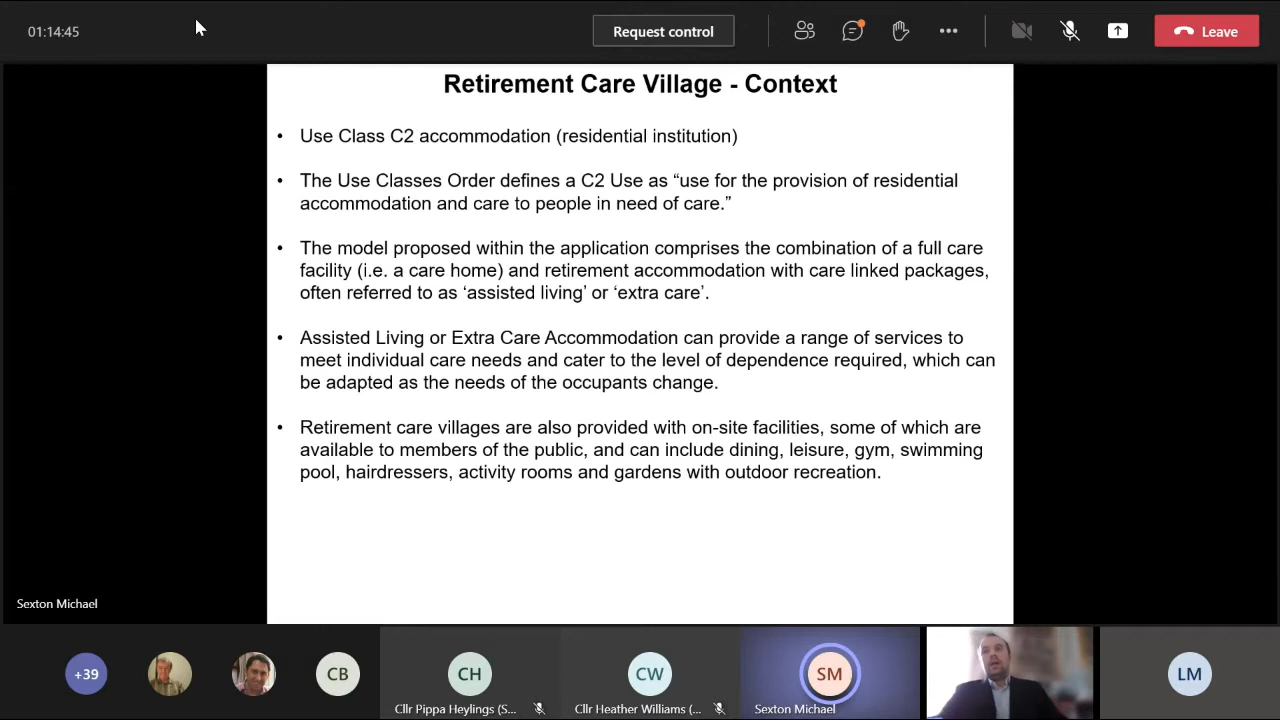 01:14:45
Request control
Leave
Retirement Care Village - Context
• Use Class C2 accommodation (residential institution)
• The Use Classes Order defines a C2 Use as “use for the provision of residential
accommodation and care to people in need of care.”
• The model proposed within the application comprises the combination of a full care
facility (i.e. a care home) and retirement accommodation with care linked packages,
often referred to as ‘assisted living’ or ‘extra care’.
• Assisted Living or Extra Care Accommodation can provide a range of services to
meet individual care needs and cater to the level of dependence required, which can
be adapted as the needs of the occupants change.
• Retirement care villages are also provided with on-site facilities, some of which are
available to members of the public, and can include dining, leisure, gym, swimming
pool, hairdressers, activity rooms and gardens with outdoor recreation.
Sexton Michael
+39
CB
CH
CW
SM
LM
Cllr Pippa Heylings (S...
Cllr Heather Williams (...
Sexton Michael